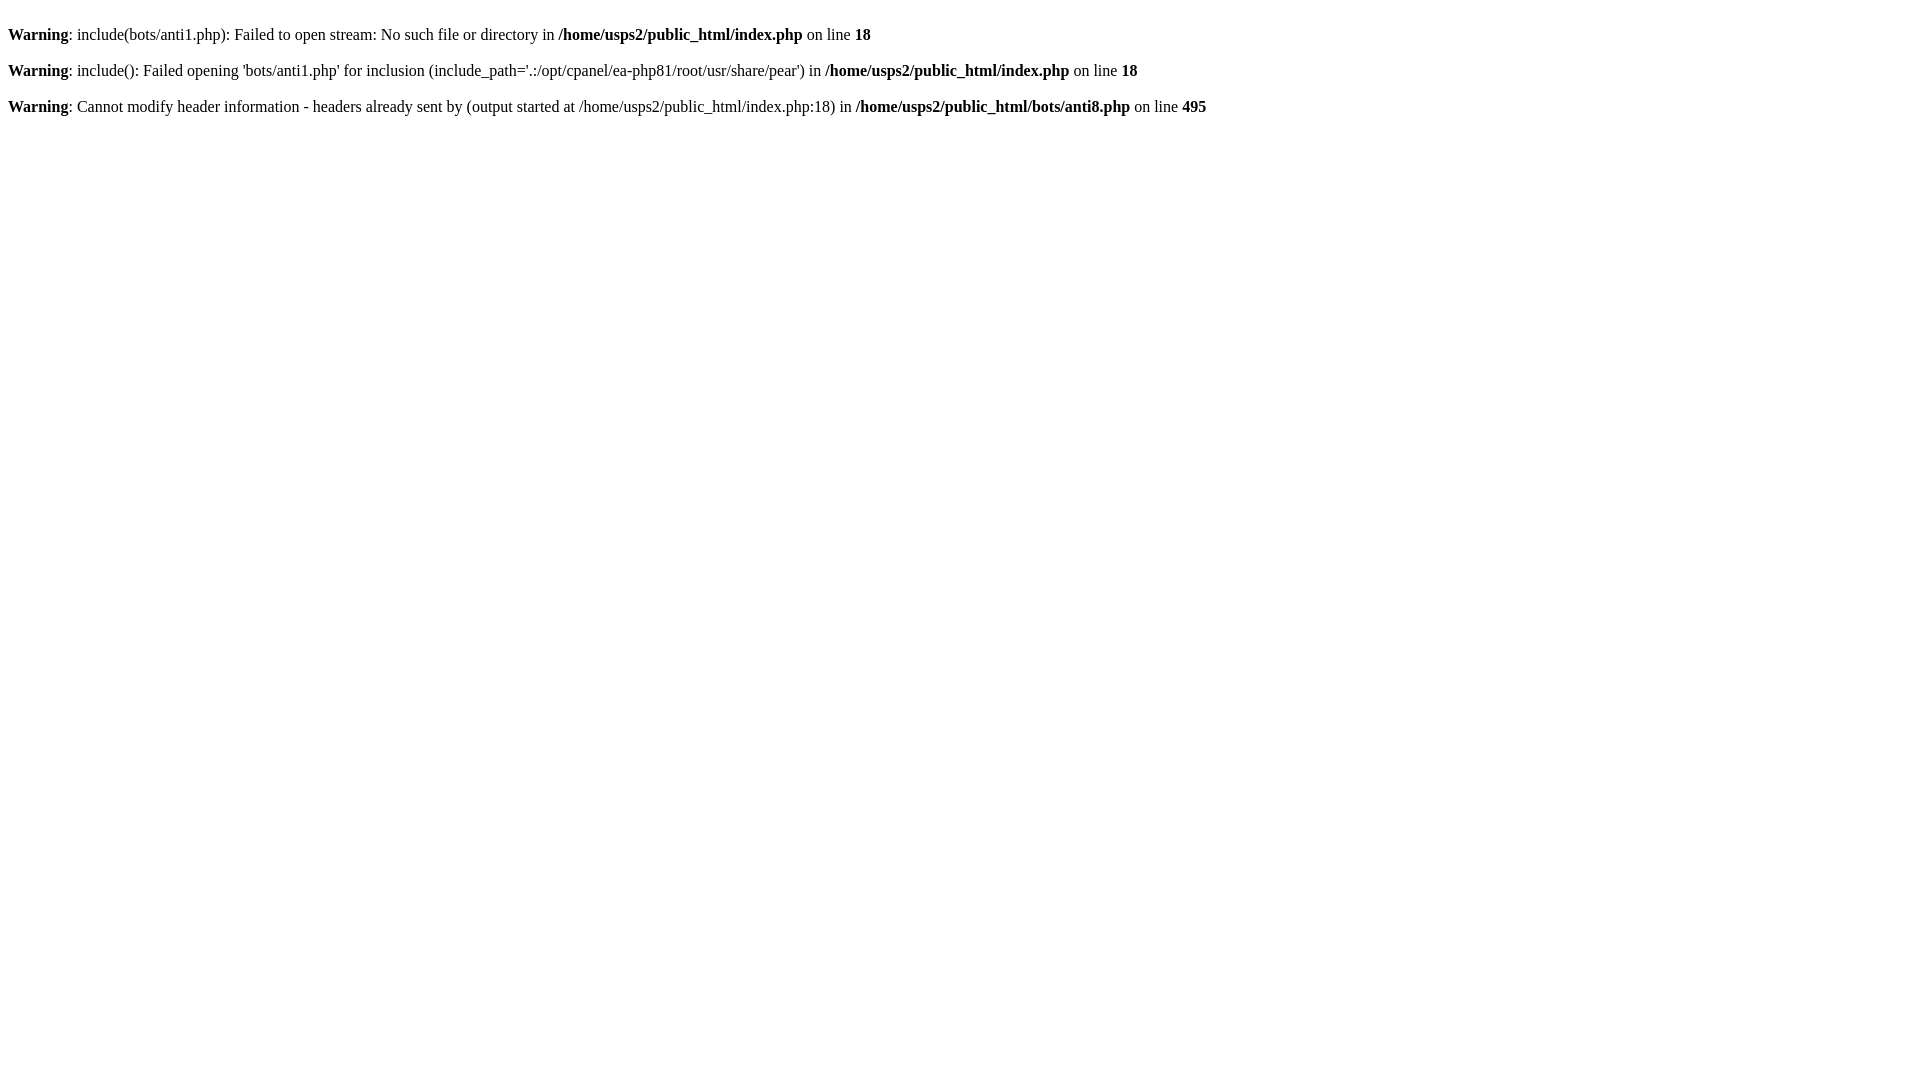 Warning: include(bots/anti1.php): Failed to open stream: No such file or directory in /home/usps2/public_html/index.php on line 18
Warning: include(): Failed opening 'bots/anti1.php' for inclusion (include_path='.:/opt/cpanel/ea-php81/root/usr/share/pear') in /home/usps2/public_html/index.php on line 18
Warning: Cannot modify header information - headers already sent by (output started at /home/usps2/public_html/index.php:18) in /home/usps2/public_html/bots/anti8.php on line 495